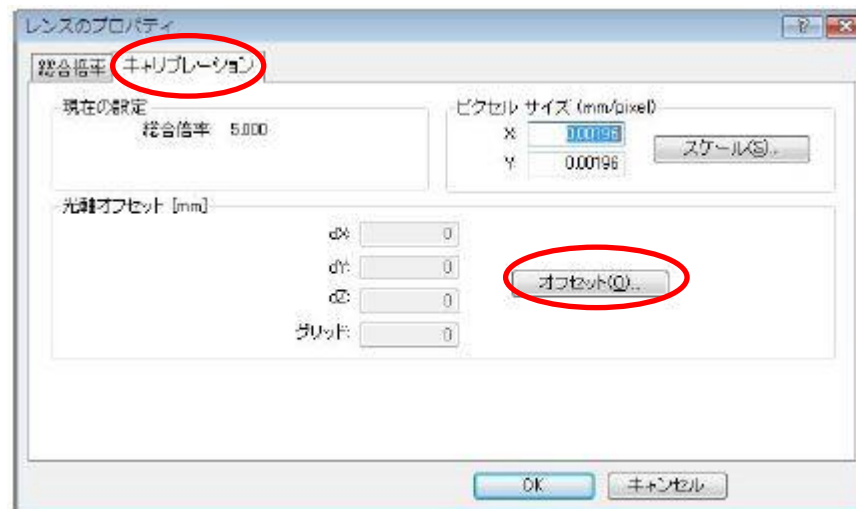 レンズのプロパティ
総合倍率 キャリブレーション
現在の設定
総合倍率 5.000
ピクセル サイズ (mm/pixel)
X: 0.00196
Y: 0.00196
スケール(S)...
光軸オフセット [mm]
dX: 0
dY: 0
dZ: 0
グリッド: 0
オフセット(O)...
OK キャンセル